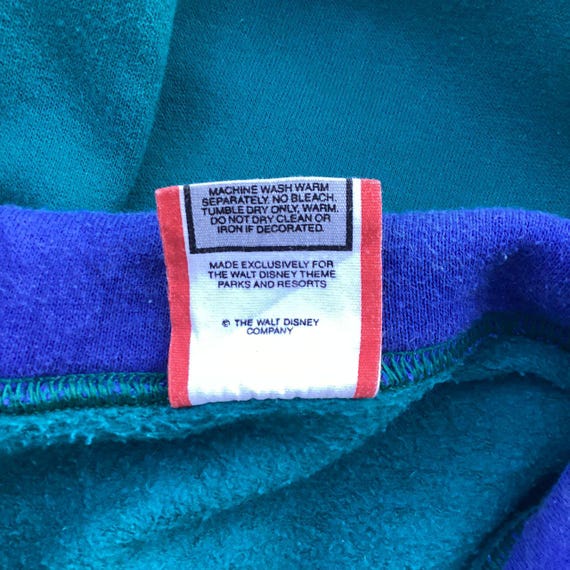 MACHINE WASH WARM
SEPARATELY. NO BLEACH.
TUMBLE DRY ONLY, WARM.
DO NOT DRY CLEAN OR
IRON IF DECORATED.
MADE EXCLUSIVELY FOR
THE WALT DISNEY THEME
PARKS AND RESORTS
© THE WALT DISNEY
COMPANY